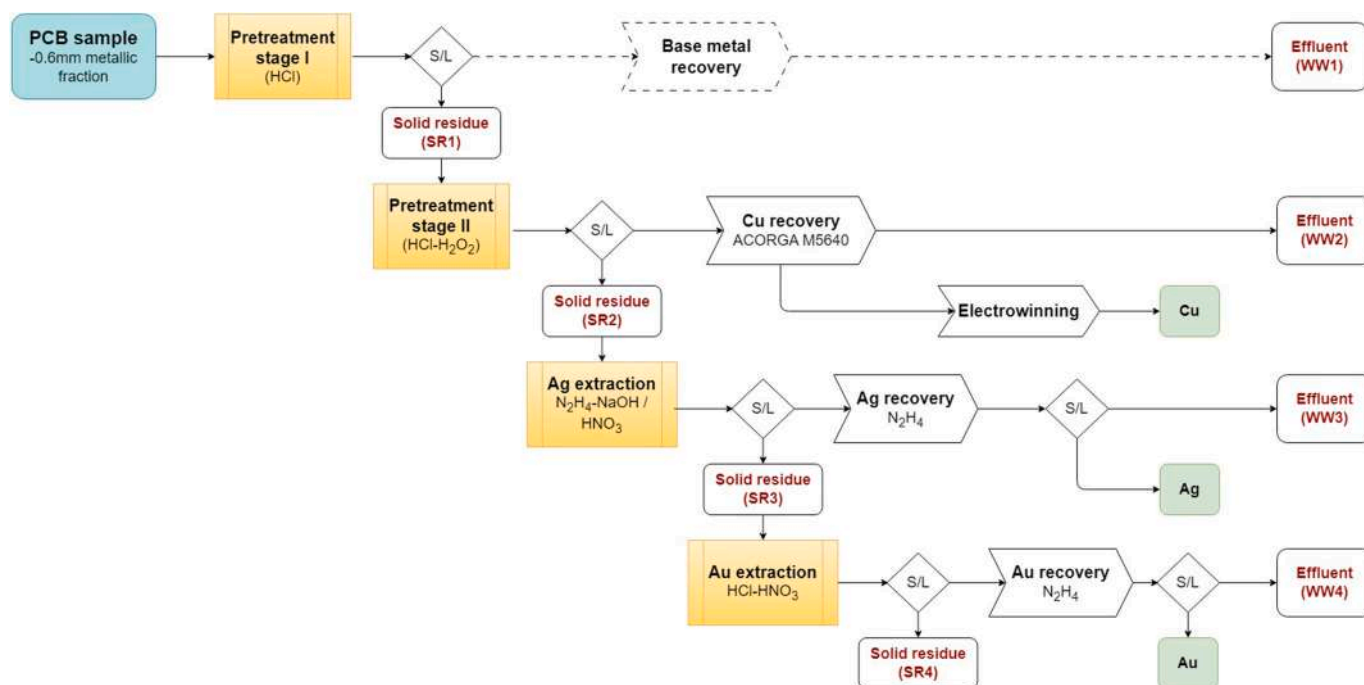 PCB sample
-0.6mm metallic
fraction
Pretreatment
stage I
(HCl)
S/L
Base metal
recovery
Effluent
(WW1)
Solid residue
(SR1)
Pretreatment
stage II
(HCl-H₂O₂)
S/L
Cu recovery
ACORGA M5640
Effluent
(WW2)
Solid residue
(SR2)
Electrowinning
Cu
Ag extraction
N₂H₄-NaOH /
HNO₃
S/L
Ag recovery
N₂H₄
S/L
Effluent
(WW3)
Solid residue
(SR3)
Ag
Au extraction
HCl-HNO₃
S/L
Au recovery
N₂H₄
S/L
Effluent
(WW4)
Solid residue
(SR4)
Au